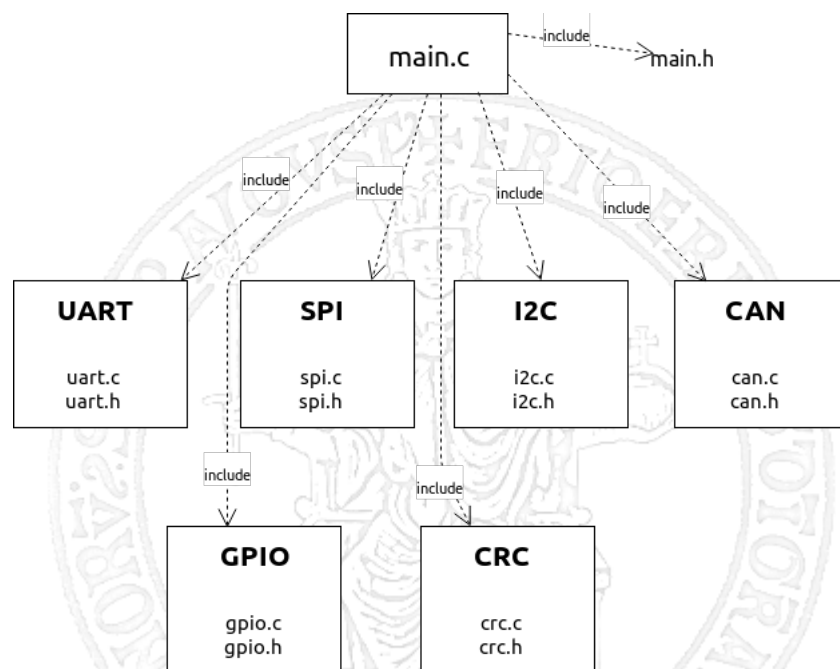 main.c
include
main.h
include
include
include
include
UART
SPI
I2C
CAN
uart.c
uart.h
spi.c
spi.h
i2c.c
i2c.h
can.c
can.h
include
include
GPIO
CRC
gpio.c
gpio.h
crc.c
crc.h